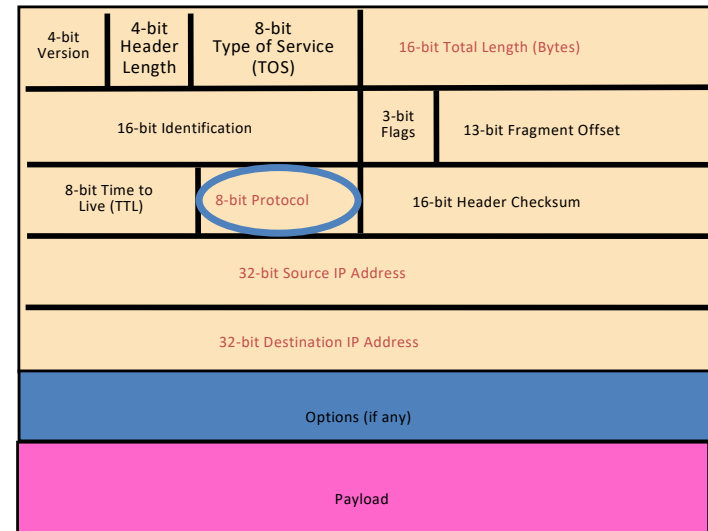 4-bit
Version
4-bit
Header
Length
8-bit
Type of Service
(TOS)
16-bit Total Length (Bytes)
16-bit Identification
3-bit
Flags
13-bit Fragment Offset
8-bit Time to
Live (TTL)
8-bit Protocol
16-bit Header Checksum
32-bit Source IP Address
32-bit Destination IP Address
Options (if any)
Payload